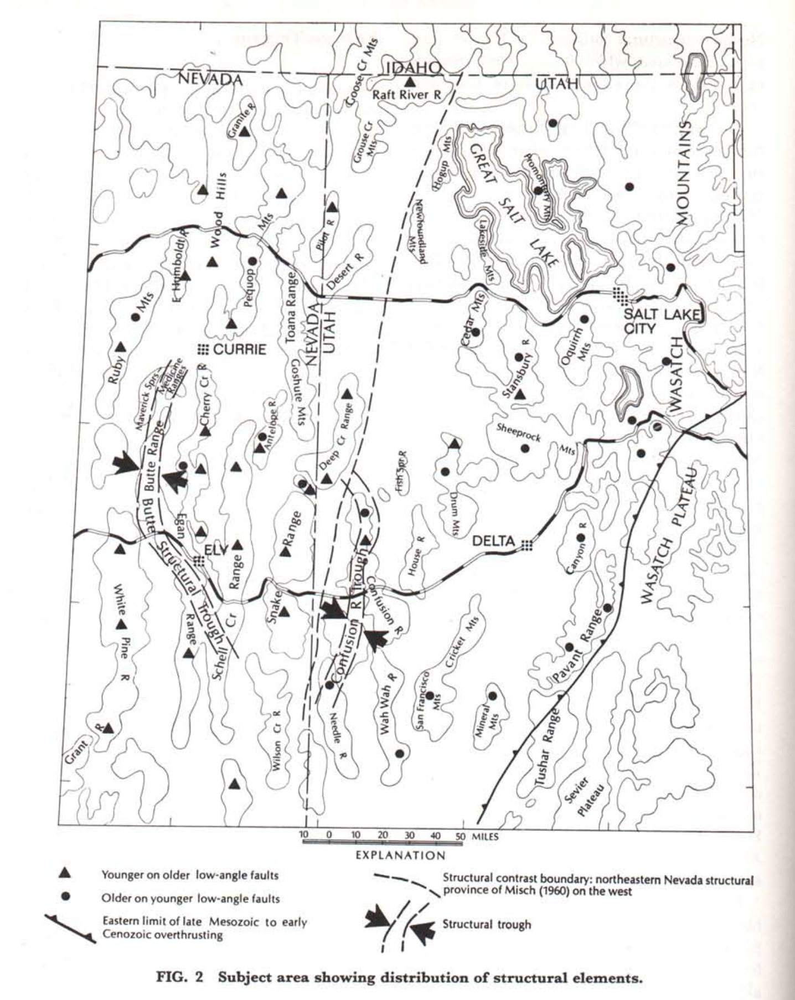 IDAHO
NEVADA
UTAH
Goose Cr Mts
Raft River R
Granite R
Grouse Cr
Mts
Hogup Mts
GREAT
SALT
LAKE
Promontory Mts
MOUNTAINS
WASATCH
Wood Hills
Mts
Pequop
Pilot R
Newfoundland
Mts
Lakeside Mts
E Humboldt R
Desert R
Toana Range
Ruby Mts
NEVADA
UTAH
Cedar Mts
Stansbury R
Oquirrh
Mts
SALT LAKE
CITY
CURRIE
Maverick Sprs
Medicine
Ranges
Cherry Cr R
Goshute Mts
Antelope R
Deep Cr Range
Sheeprock Mts
Butte Range
Fish Spr R
Drum Mts
WASATCH PLATEAU
Butte Structural Trough
Egan
Range
ELY
Schell Cr Range
Snake Range
House R
DELTA
Canyon R
White Pine R
Confusion R Trough
Confusion R
Cricket Mts
Pavant Range
Grant R
Wilson Cr R
Needle R
Wah Wah R
San Francisco
Mts
Mineral
Mts
Tushar Range
Sevier
Plateau
10 0 10 20 30 40 50 MILES
EXPLANATION
Younger on older low-angle faults
Older on younger low-angle faults
Eastern limit of late Mesozoic to early
Cenozoic overthrusting
Structural contrast boundary: northeastern Nevada structural
province of Misch (1960) on the west
Structural trough
FIG. 2 Subject area showing distribution of structural elements.